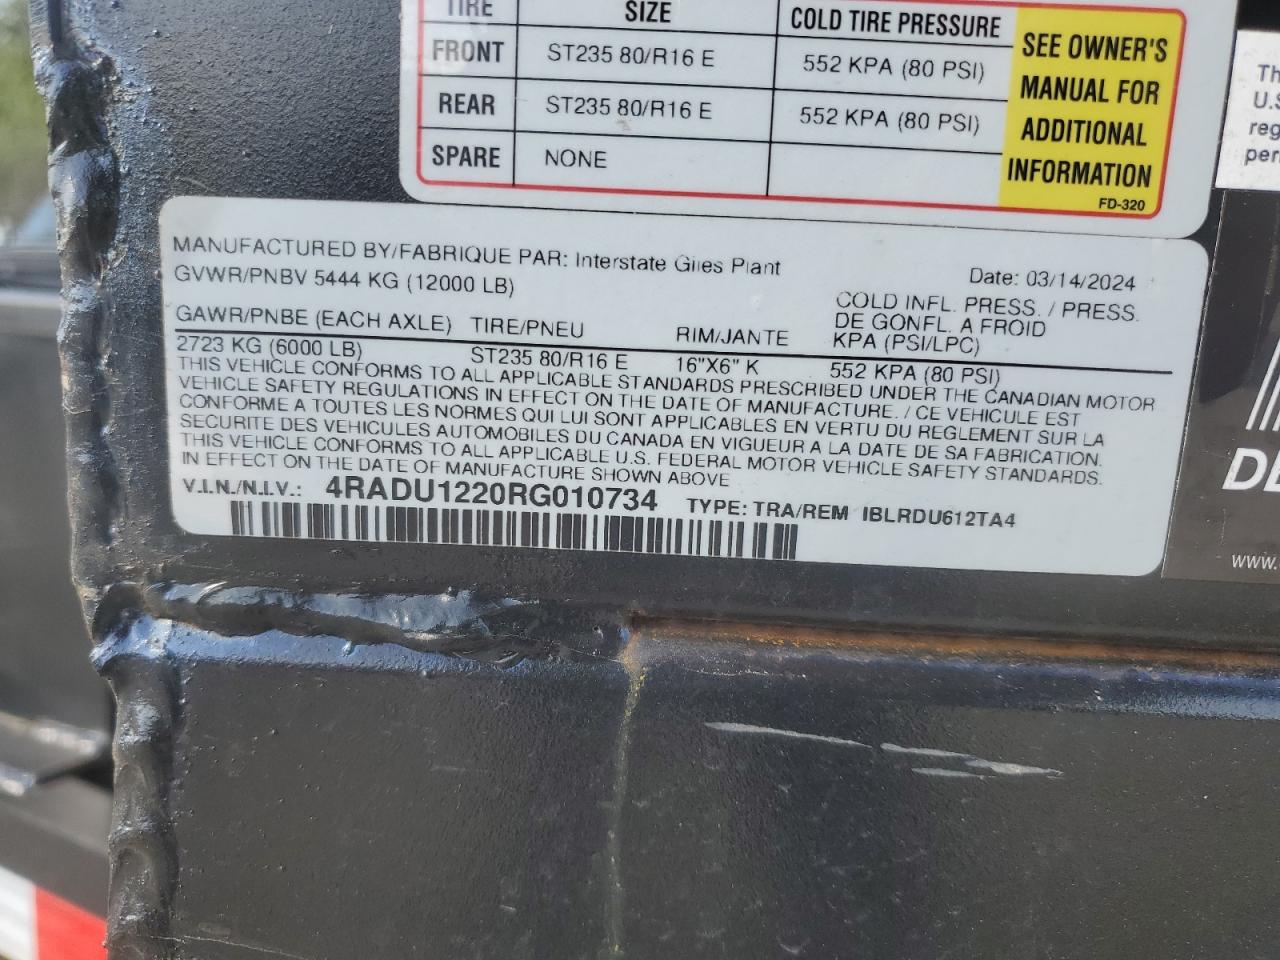 TIRE SIZE COLD TIRE PRESSURE
FRONT ST235 80/R16 E 552 KPA (80 PSI)
REAR ST235 80/R16 E 552 KPA (80 PSI)
SPARE NONE
SEE OWNER'S
MANUAL FOR
ADDITIONAL
INFORMATION
FD-320
Th
U.S
reg
per
MANUFACTURED BY/FABRIQUE PAR: Interstate Giles Plant
Date: 03/14/2024
GVWR/PNBV 5444 KG (12000 LB)
COLD INFL. PRESS. / PRESS.
DE GONFL. A FROID
GAWR/PNBE (EACH AXLE) TIRE/PNEU RIM/JANTE KPA (PSI/LPC)
2723 KG (6000 LB) ST235 80/R16 E 16"X6" K 552 KPA (80 PSI)
THIS VEHICLE CONFORMS TO ALL APPLICABLE STANDARDS PRESCRIBED UNDER THE CANADIAN MOTOR
VEHICLE SAFETY REGULATIONS IN EFFECT ON THE DATE OF MANUFACTURE. / CE VEHICULE EST
CONFORME A TOUTES LES NORMES QUI LUI SONT APPLICABLES EN VERTU DU REGLEMENT SUR LA
SECURITE DES VEHICULES AUTOMOBILES DU CANADA EN VIGUEUR A LA DATE DE SA FABRICATION.
THIS VEHICLE CONFORMS TO ALL APPLICABLE U.S. FEDERAL MOTOR VEHICLE SAFETY STANDARDS.
IN EFFECT ON THE DATE OF MANUFACTURE SHOWN ABOVE
V.I.N./N.I.V.: 4RADU1220RG010734 TYPE: TRA/REM IBLRDU612TA4
www.